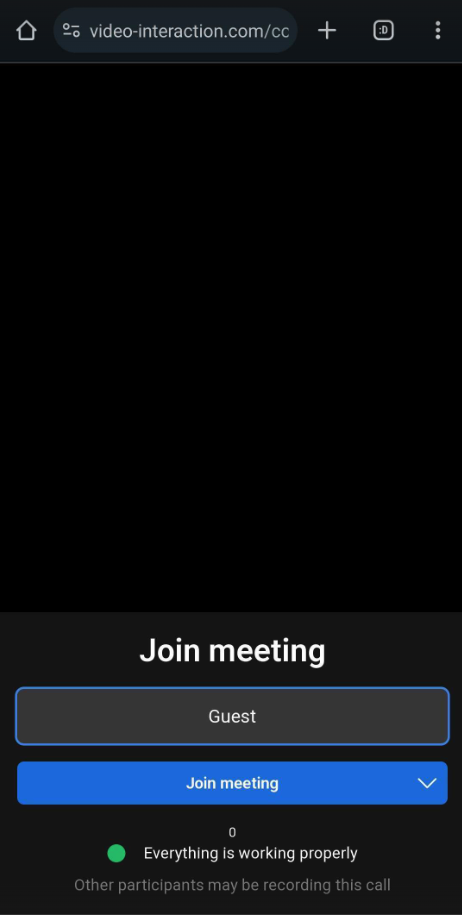 video-interaction.com/cc
:D
Join meeting
Guest
Join meeting
0
Everything is working properly
Other participants may be recording this call